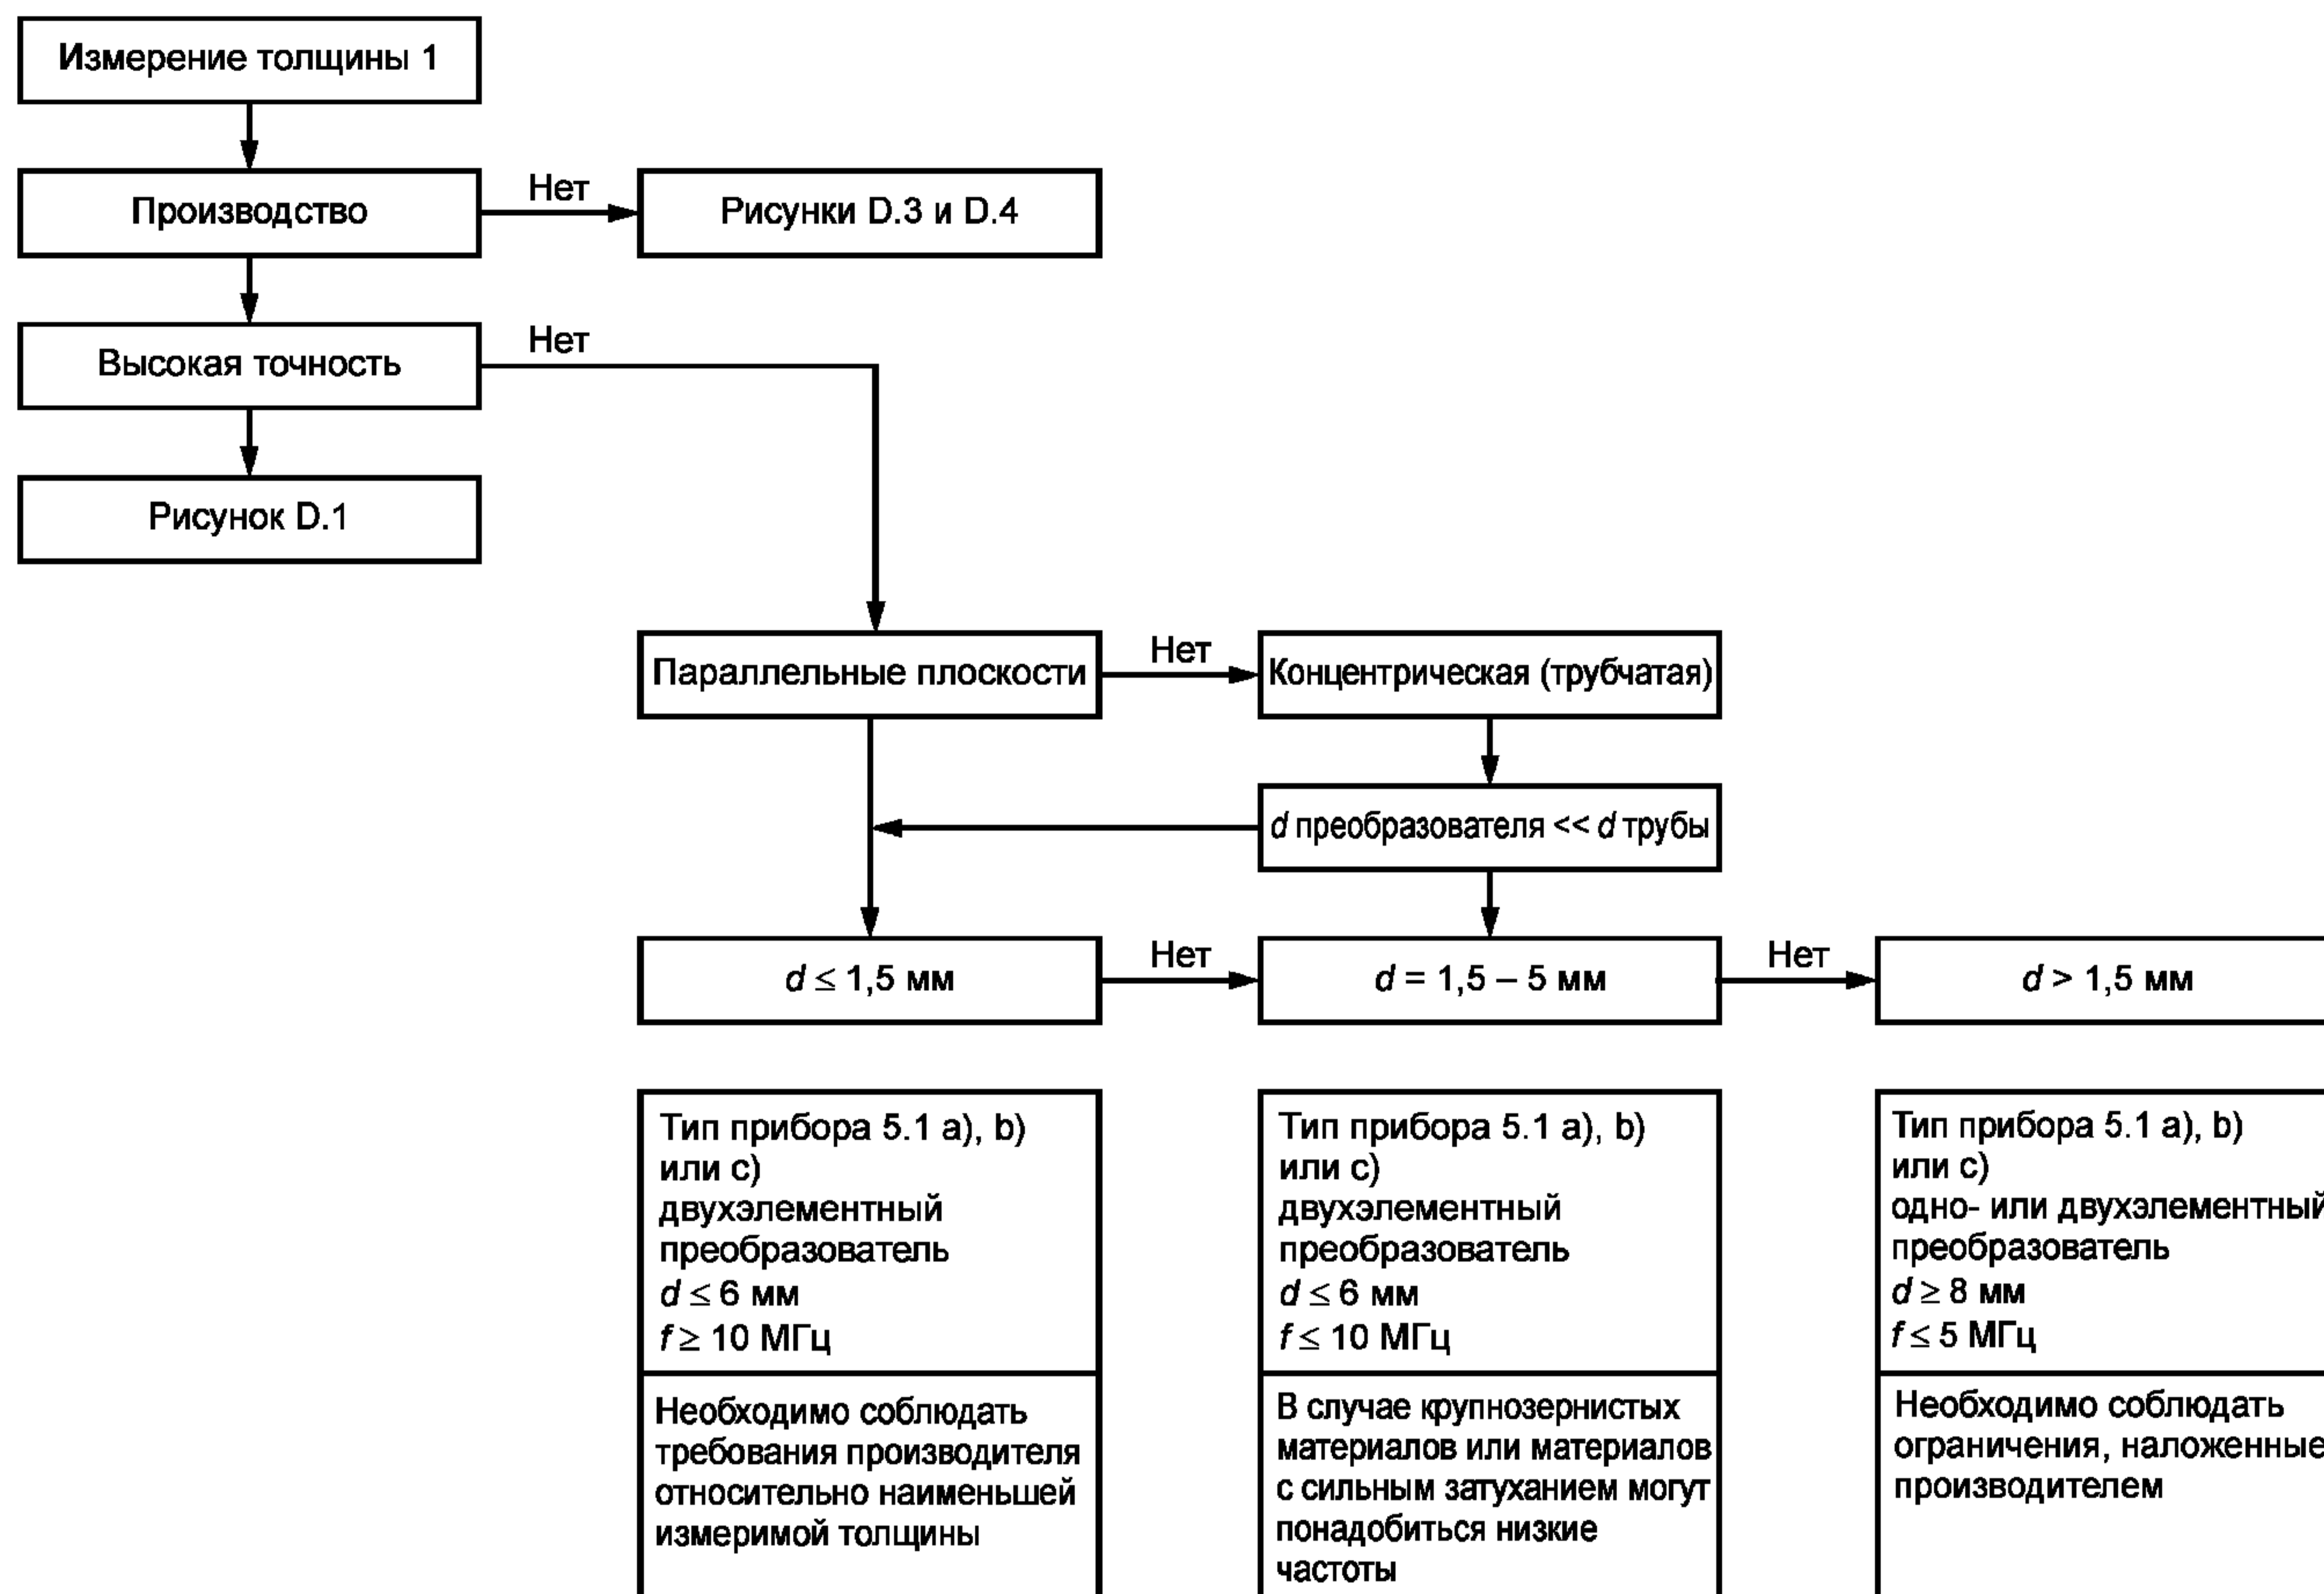 Измерение толщины 1
Производство
Нет
Рисунки D.3 и D.4
Высокая точность
Нет
Рисунок D.1
Параллельные плоскости
Нет
Концентрическая (трубчатая)
d преобразователя << d трубы
d ≤ 1,5 мм
Нет
d = 1,5 – 5 мм
Нет
d > 1,5 мм
Тип прибора 5.1 a), b)
или c)
двухэлементный
преобразователь
d ≤ 6 мм
f ≥ 10 МГц
Необходимо соблюдать
требования производителя
относительно наименьшей
измеримой толщины
Тип прибора 5.1 a), b)
или c)
двухэлементный
преобразователь
d ≤ 6 мм
f ≤ 10 МГц
В случае крупнозернистых
материалов или материалов
с сильным затуханием могут
понадобиться низкие
частоты
Тип прибора 5.1 a), b)
или c)
одно- или двухэлементный
преобразователь
d ≥ 8 мм
f ≤ 5 МГц
Необходимо соблюдать
ограничения, наложенные
производителем